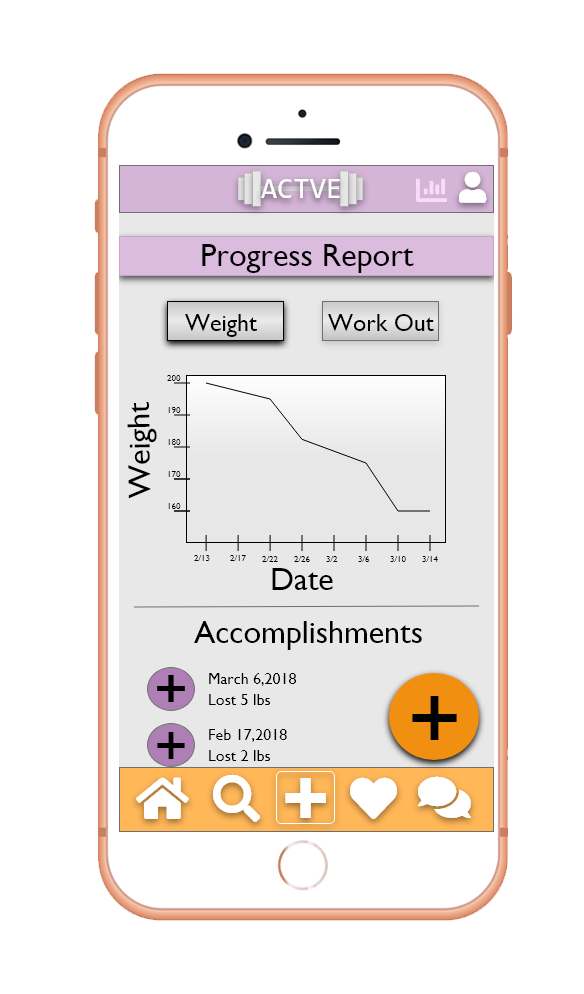 ACTVE
Progress Report
Weight
Work Out
200
190
180
170
160
Weight
2/13 2/17 2/22 2/26 3/2 3/6 3/10 3/14
Date
Accomplishments
March 6,2018
Lost 5 lbs
Feb 17,2018
Lost 2 lbs